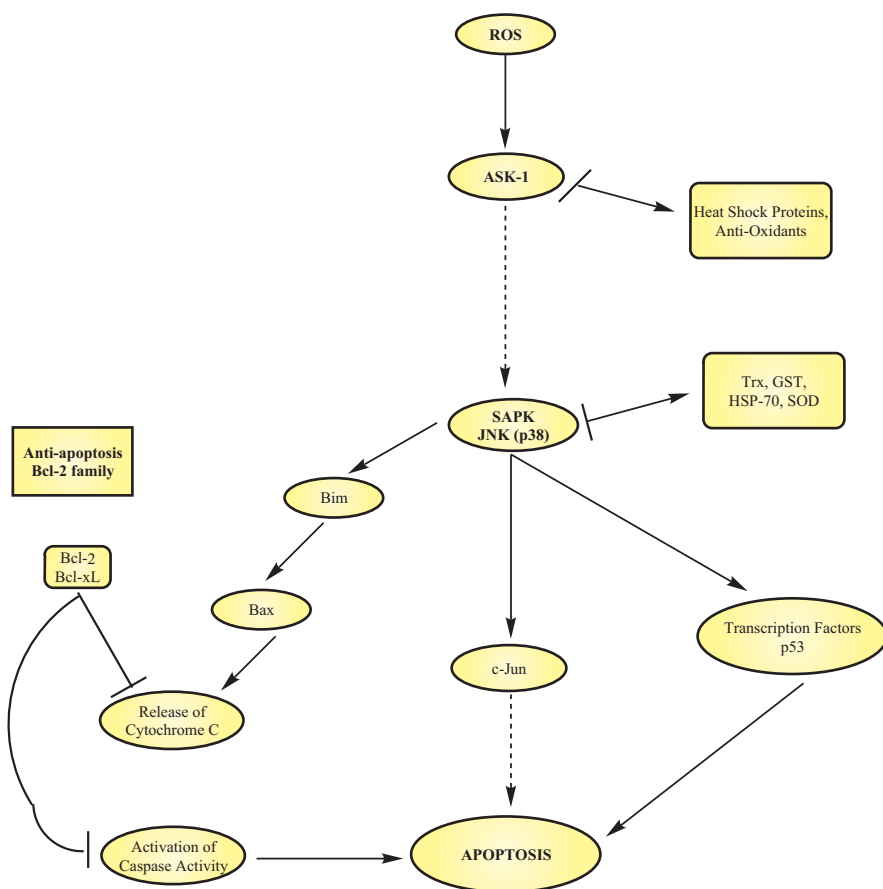 ROS
ASK-1
Heat Shock Proteins,
Anti-Oxidants
Trx, GST,
HSP-70, SOD
SAPK
JNK (p38)
Anti-apoptosis
Bcl-2 family
Bim
Bcl-2
Bcl-xL
Bax
Transcription Factors
p53
c-Jun
Release of
Cytochrome C
Activation of
Caspase Activity
APOPTOSIS